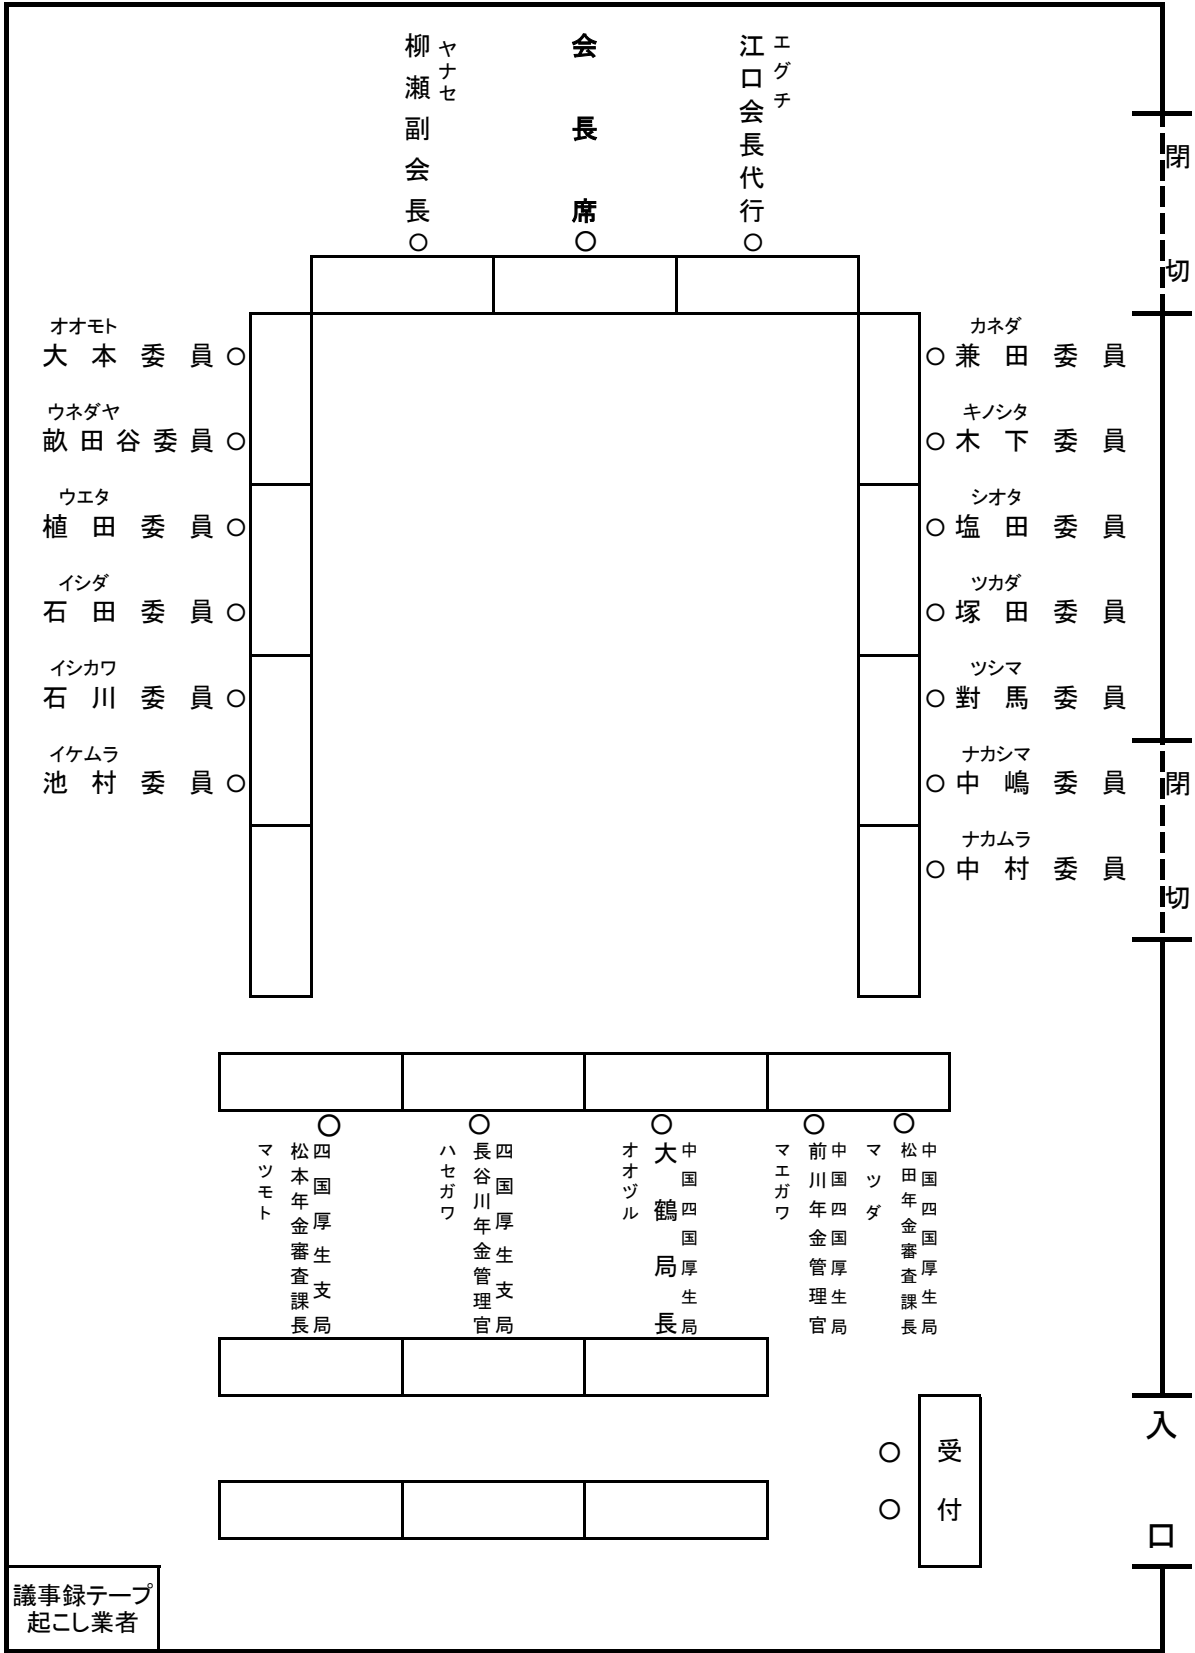 ヤナセ
柳瀬副会長○
会長席○
エグチ
江口会長代行○
閉切
オオモト
大本委員○
ウネダヤ
畝田谷委員○
ウエタ
植田委員○
イシダ
石田委員○
イシカワ
石川委員○
イケムラ
池村委員○
カネダ
○兼田委員
キノシタ
○木下委員
シオタ
○塩田委員
ツカダ
○塚田委員
ツシマ
○對馬委員
ナカシマ
○中嶋委員
ナカムラ
○中村委員
閉切
○
四国厚生支局
松本年金審査課長
マツモト
○
四国厚生支局
長谷川年金管理官
ハセガワ
○
中国四国厚生局
大鶴局長
オオヅル
○
中国四国厚生局
前川年金管理官
マエガワ
○
中国四国厚生局
松田年金審査課長
マツダ
○○
受付
入口
議事録テープ
起こし業者